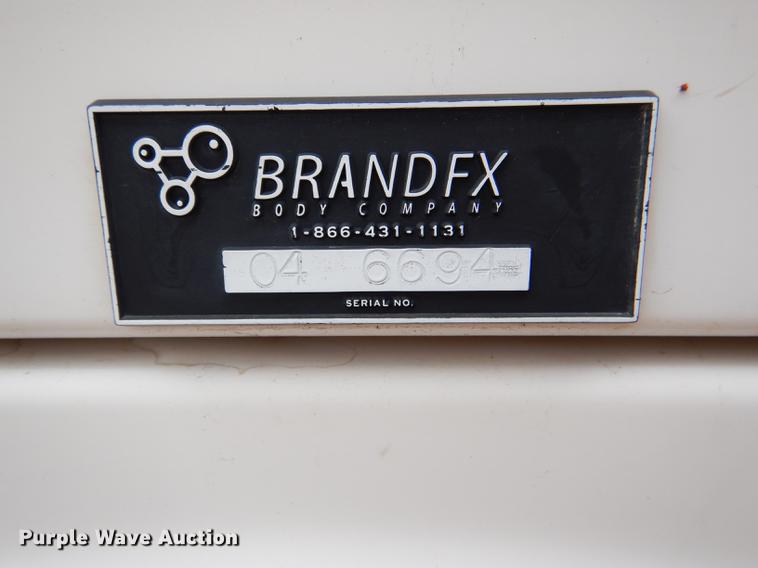 BRANDFX
BODY COMPANY
1-866-431-1131
04 6694
SERIAL NO.
Purple Wave Auction